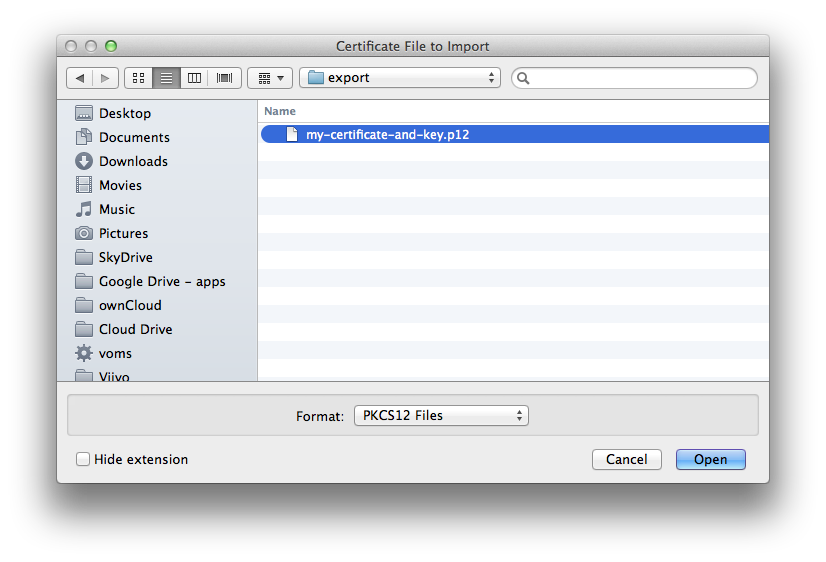 Certificate File to Import
export
Name
my-certificate-and-key.p12
Desktop
Documents
Downloads
Movies
Music
Pictures
SkyDrive
Google Drive - apps
ownCloud
Cloud Drive
voms
Viivo
Format: PKCS12 Files
Hide extension
Cancel
Open